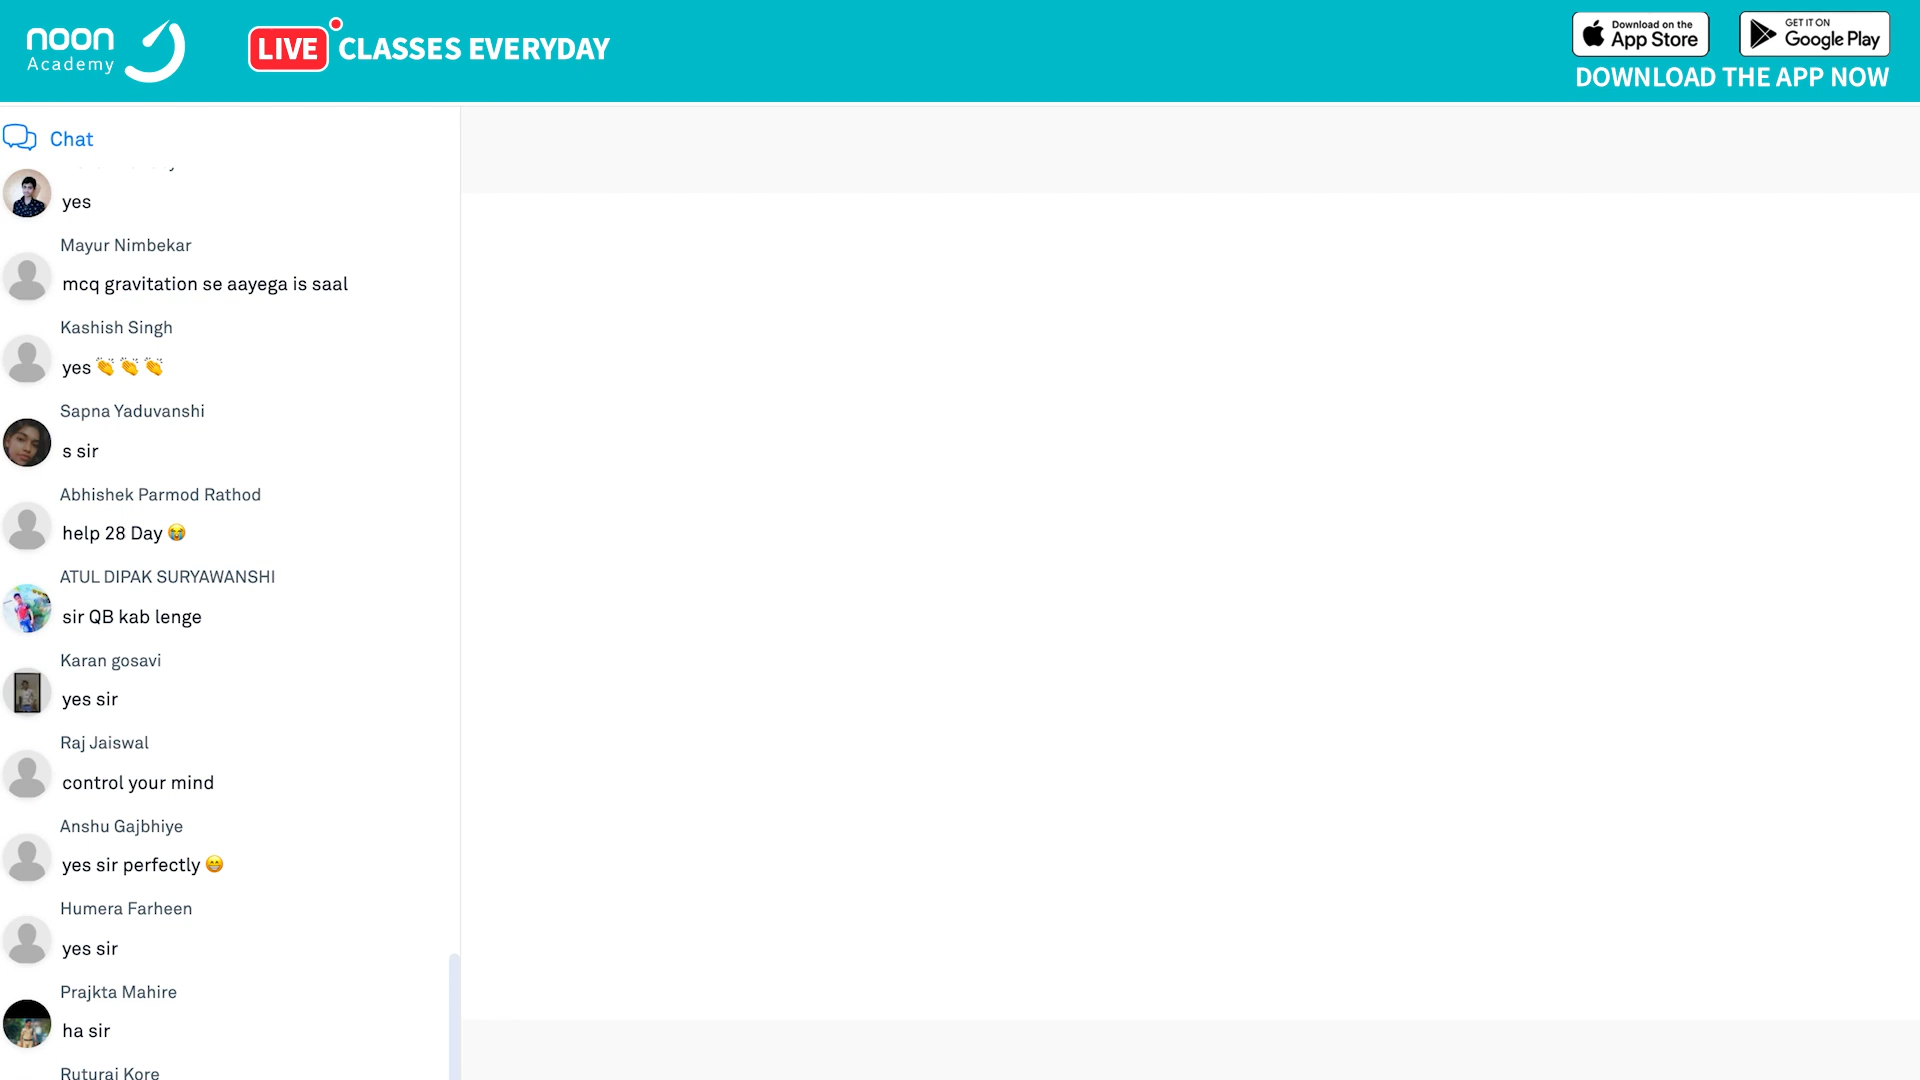 noon
Academy
LIVE CLASSES EVERYDAY
Download on the
App Store
GET IT ON
Google Play
DOWNLOAD THE APP NOW
Chat
yes
Mayur Nimbekar
mcq gravitation se aayega is saal
Kashish Singh
yes 👏 👏 👏
Sapna Yaduvanshi
s sir
Abhishek Parmod Rathod
help 28 Day 😭
ATUL DIPAK SURYAWANSHI
sir QB kab lenge
Karan gosavi
yes sir
Raj Jaiswal
control your mind
Anshu Gajbhiye
yes sir perfectly 😁
Humera Farheen
yes sir
Prajkta Mahire
ha sir
Ruturaj Kore